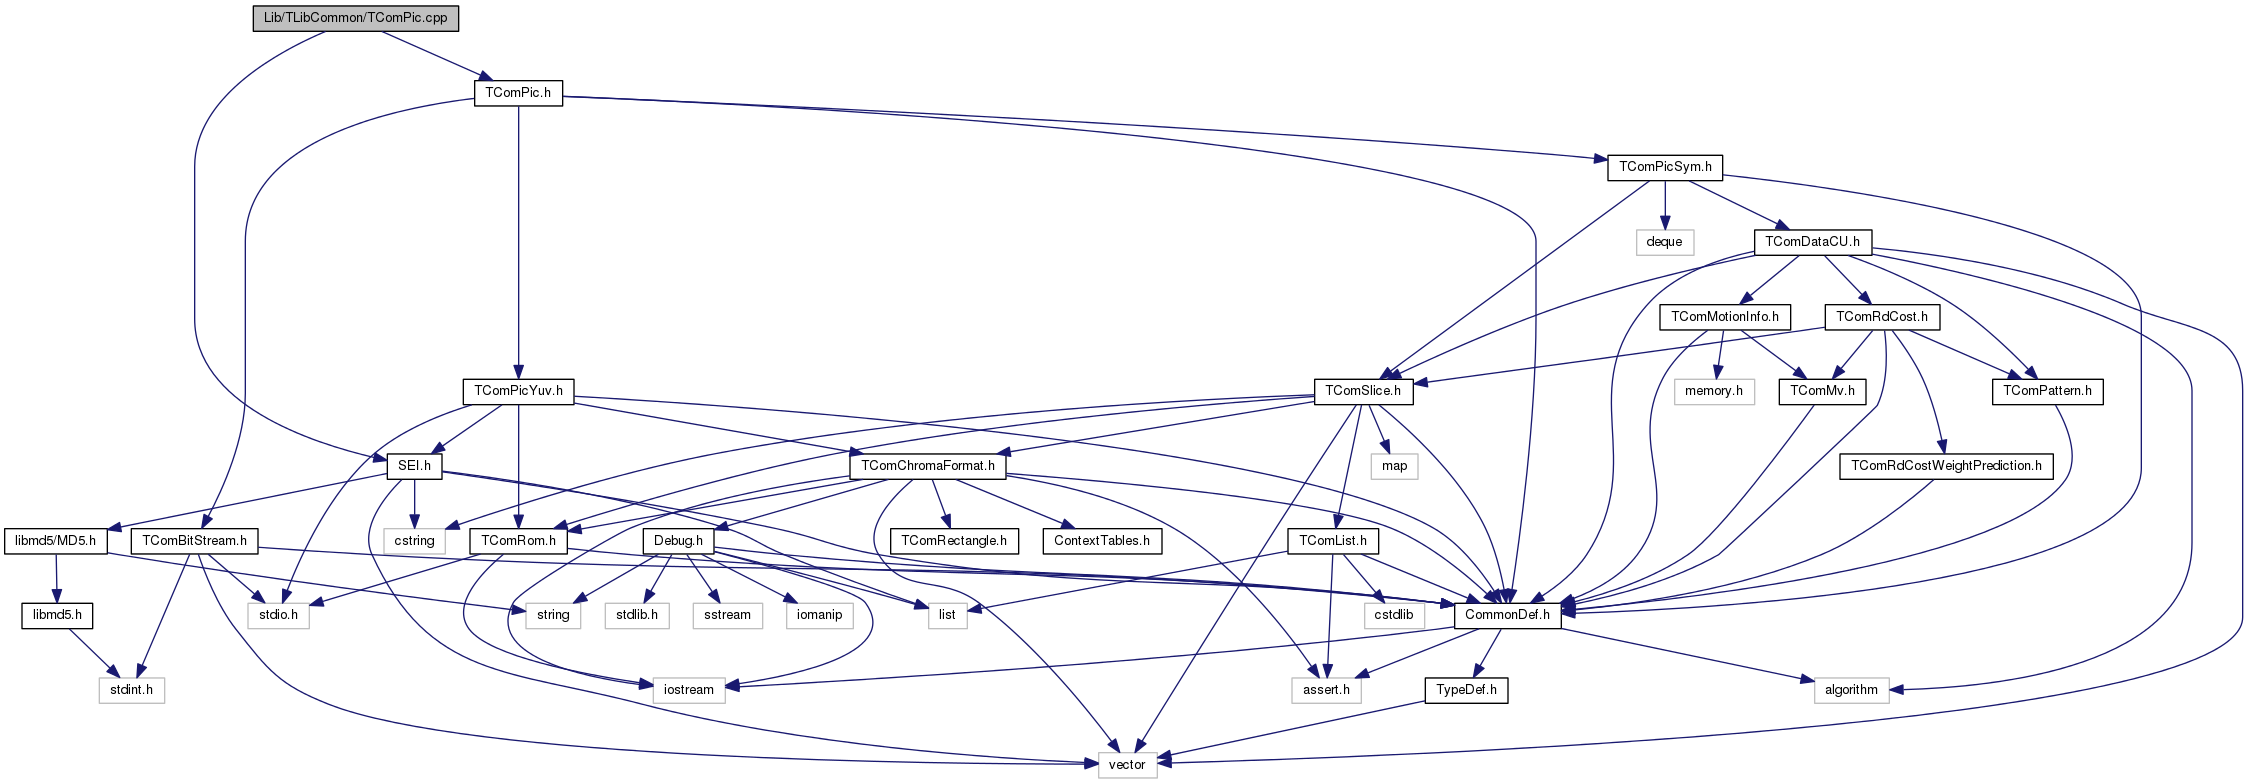 Lib/TLibCommon/TComPic.cpp
TComPic.h
TComPicSym.h
deque
TComDataCU.h
TComMotionInfo.h
TComRdCost.h
TComPicYuv.h
TComSlice.h
memory.h
TComMv.h
TComPattern.h
SEI.h
TComChromaFormat.h
map
TComRdCostWeightPrediction.h
libmd5/MD5.h
TComBitStream.h
cstring
TComRom.h
Debug.h
TComRectangle.h
ContextTables.h
TComList.h
libmd5.h
stdio.h
string
stdlib.h
sstream
iomanip
list
cstdlib
CommonDef.h
stdint.h
iostream
assert.h
TypeDef.h
algorithm
vector